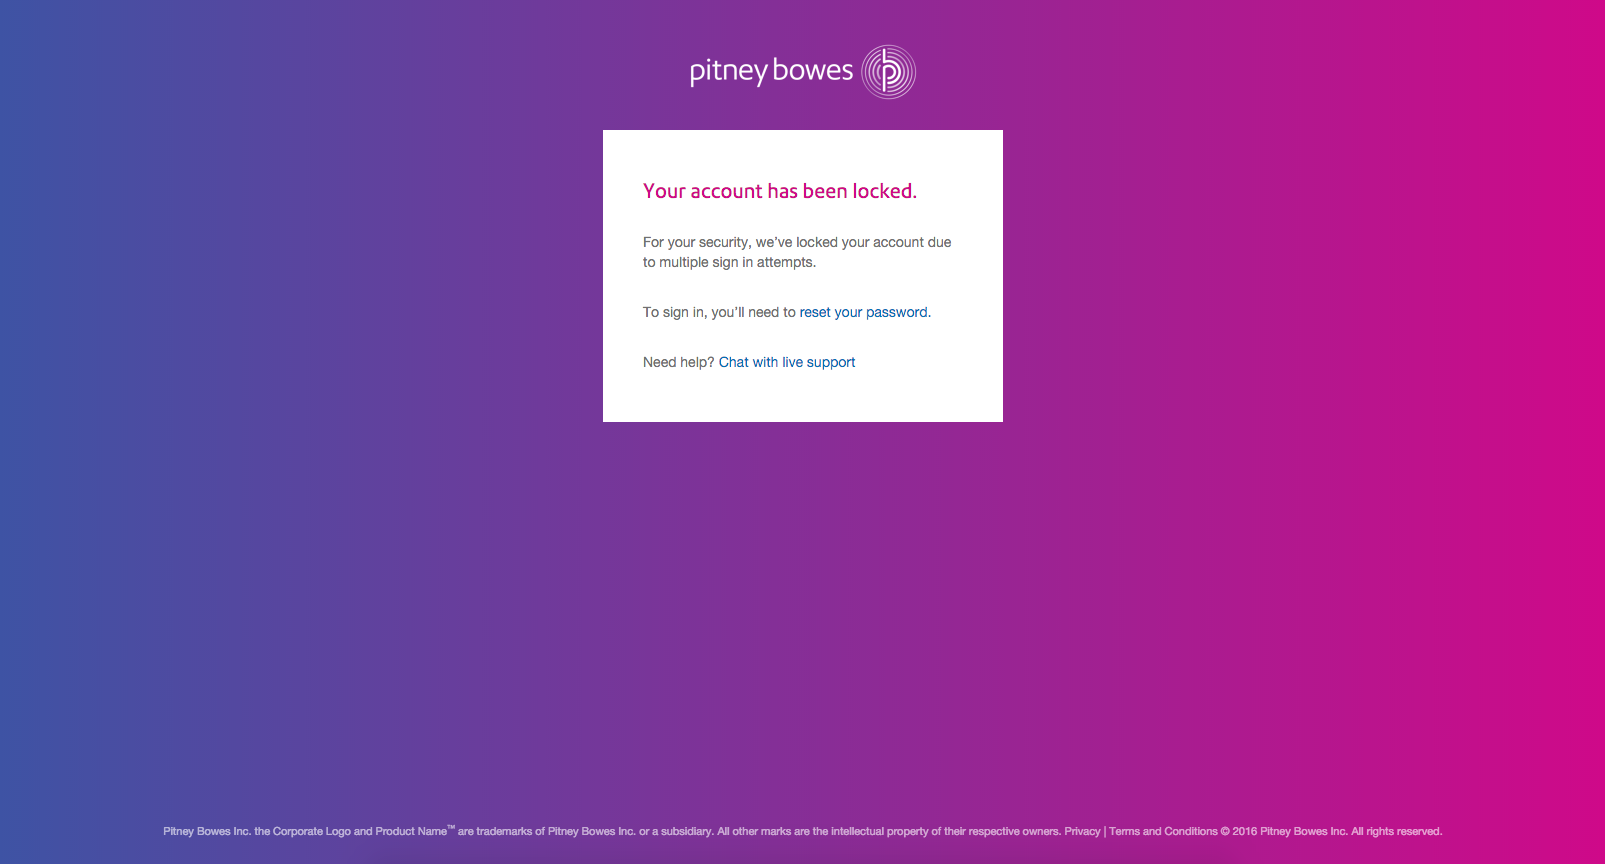 pitney bowes
Your account has been locked.
For your security, we've locked your account due
to multiple sign in attempts.
To sign in, you'll need to reset your password.
Need help? Chat with live support
Pitney Bowes Inc. the Corporate Logo and Product Name™ are trademarks of Pitney Bowes Inc. or a subsidiary. All other marks are the intellectual property of their respective owners. Privacy | Terms and Conditions © 2016 Pitney Bowes Inc. All rights reserved.